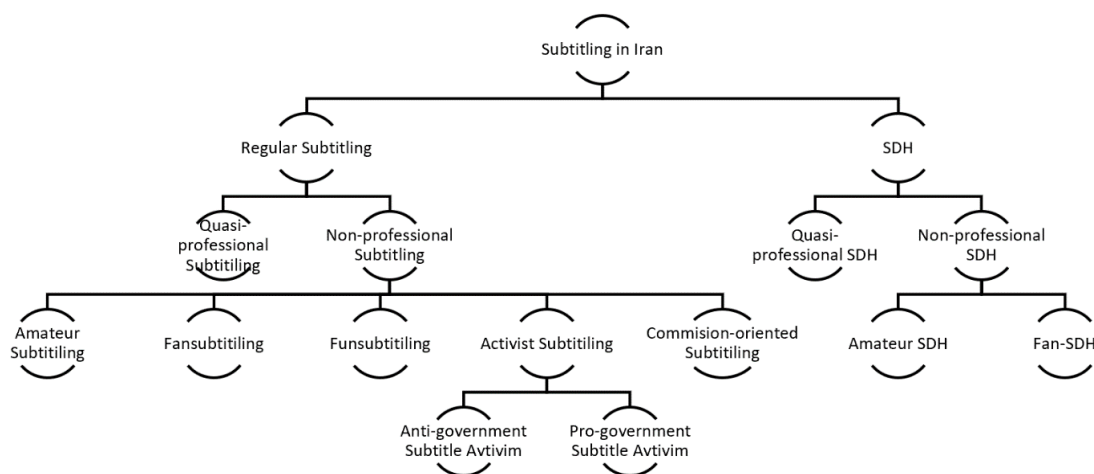 Subtitling in Iran
Regular Subtitling
SDH
Quasi-
professional
Subtitiling
Non-professional
Subtitling
Quasi-
professional SDH
Non-professional
SDH
Amateur
Subtitiling
Fansubtitiling
Funsubtitiling
Activist Subtitiling
Commision-oriented
Subtitiling
Amateur SDH
Fan-SDH
Anti-government
Subtitle Avtivim
Pro-government
Subtitle Avtivim